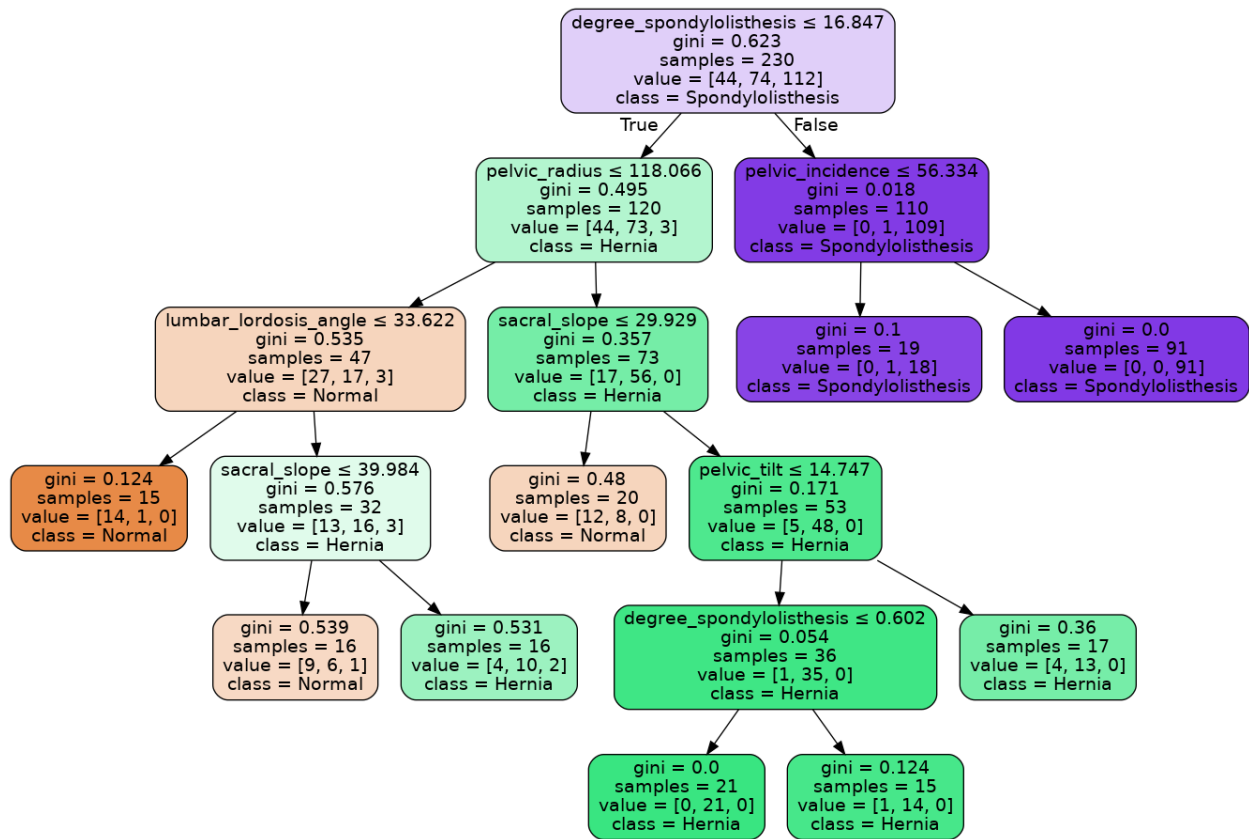 degree_spondylolisthesis ≤ 16.847
gini = 0.623
samples = 230
value = [44, 74, 112]
class = Spondylolisthesis
True
False
pelvic_radius ≤ 118.066
gini = 0.495
samples = 120
value = [44, 73, 3]
class = Hernia
pelvic_incidence ≤ 56.334
gini = 0.018
samples = 110
value = [0, 1, 109]
class = Spondylolisthesis
lumbar_lordosis_angle ≤ 33.622
gini = 0.535
samples = 47
value = [27, 17, 3]
class = Normal
sacral_slope ≤ 29.929
gini = 0.357
samples = 73
value = [17, 56, 0]
class = Hernia
gini = 0.1
samples = 19
value = [0, 1, 18]
class = Spondylolisthesis
gini = 0.0
samples = 91
value = [0, 0, 91]
class = Spondylolisthesis
gini = 0.124
samples = 15
value = [14, 1, 0]
class = Normal
sacral_slope ≤ 39.984
gini = 0.576
samples = 32
value = [13, 16, 3]
class = Hernia
gini = 0.48
samples = 20
value = [12, 8, 0]
class = Normal
pelvic_tilt ≤ 14.747
gini = 0.171
samples = 53
value = [5, 48, 0]
class = Hernia
gini = 0.539
samples = 16
value = [9, 6, 1]
class = Normal
gini = 0.531
samples = 16
value = [4, 10, 2]
class = Hernia
degree_spondylolisthesis ≤ 0.602
gini = 0.054
samples = 36
value = [1, 35, 0]
class = Hernia
gini = 0.36
samples = 17
value = [4, 13, 0]
class = Hernia
gini = 0.0
samples = 21
value = [0, 21, 0]
class = Hernia
gini = 0.124
samples = 15
value = [1, 14, 0]
class = Hernia